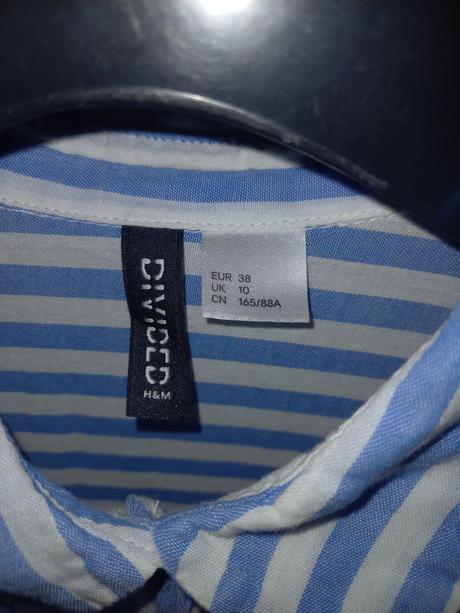 DIVIDED
H&M
EUR 38
UK 10
CN 165/88A